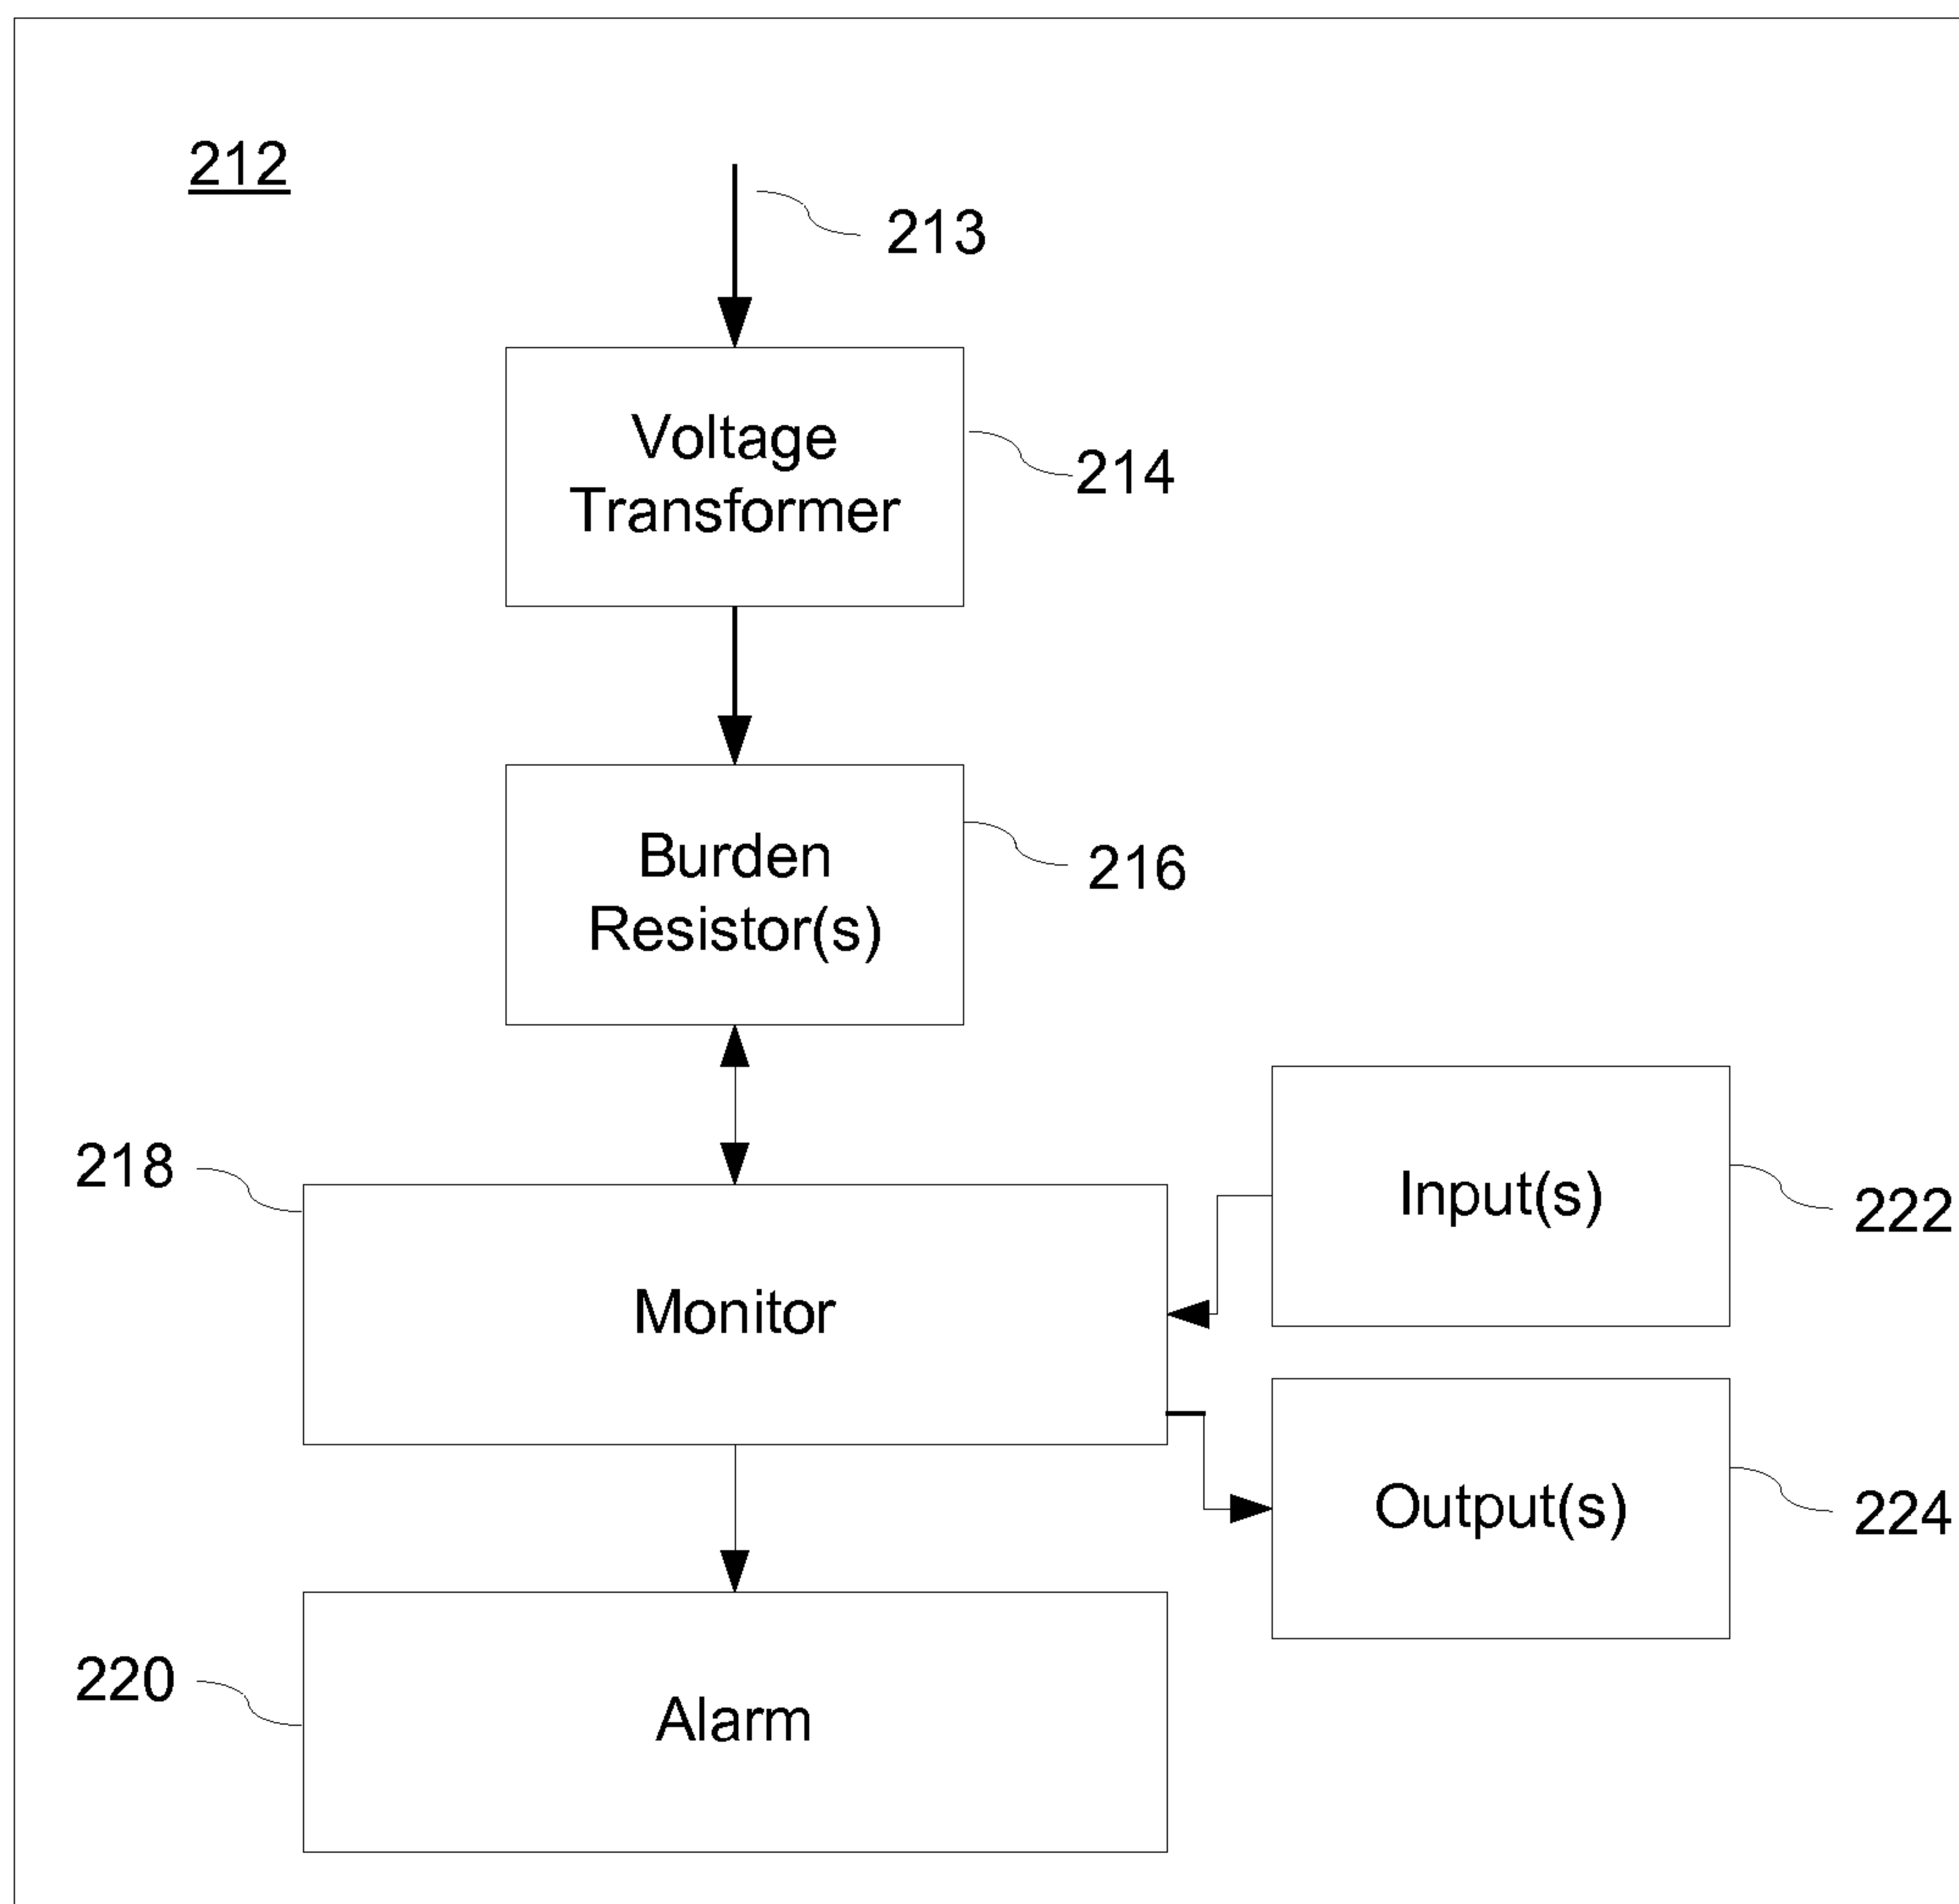 212
213
Voltage
Transformer
214
Burden
Resistor(s)
216
218
Input(s)
222
Monitor
Output(s)
224
220
Alarm